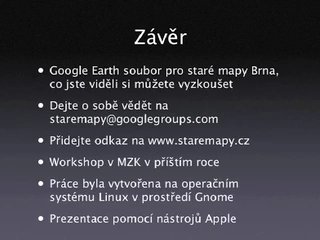 Závěr
• Google Earth soubor pro staré mapy Brna,
co jste viděli si můžete vyzkoušet
• Dejte o sobě vědět na
staremapy@googlegroups.com
• Přidejte odkaz na www.staremapy.cz
• Workshop v MZK v příštím roce
• Práce byla vytvořena na operačním
systému Linux v prostředí Gnome
• Prezentace pomocí nástrojů Apple